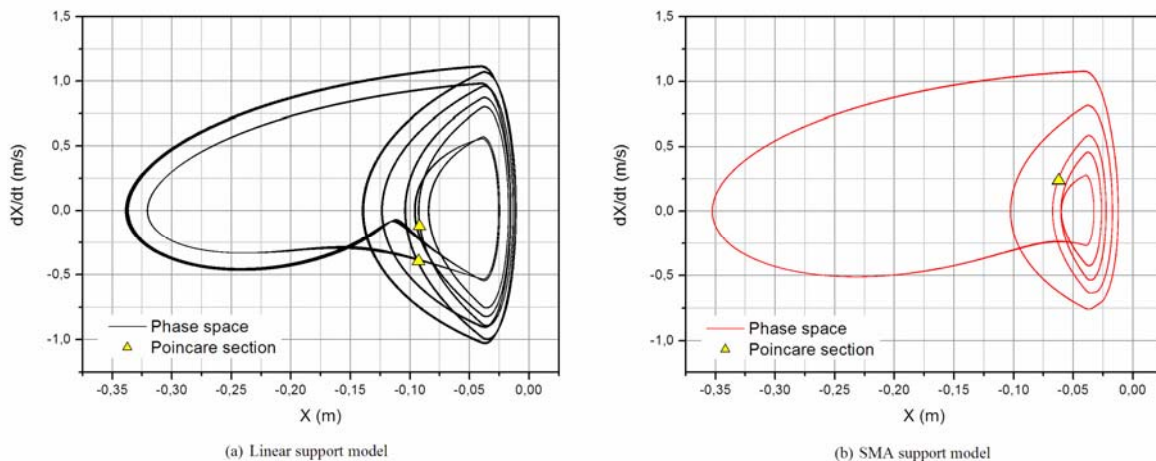 1,5
1,0
0,5
0,0
-0,5
-1,0
dX/dt (m/s)
Phase space
Poincare section
-0,35 -0,30 -0,25 -0,20 -0,15 -0,10 -0,05 0,00
X (m)
(a) Linear support model
1,5
1,0
0,5
0,0
-0,5
-1,0
dX/dt (m/s)
Phase space
Poincare section
-0,35 -0,30 -0,25 -0,20 -0,15 -0,10 -0,05 0,00
X (m)
(b) SMA support model